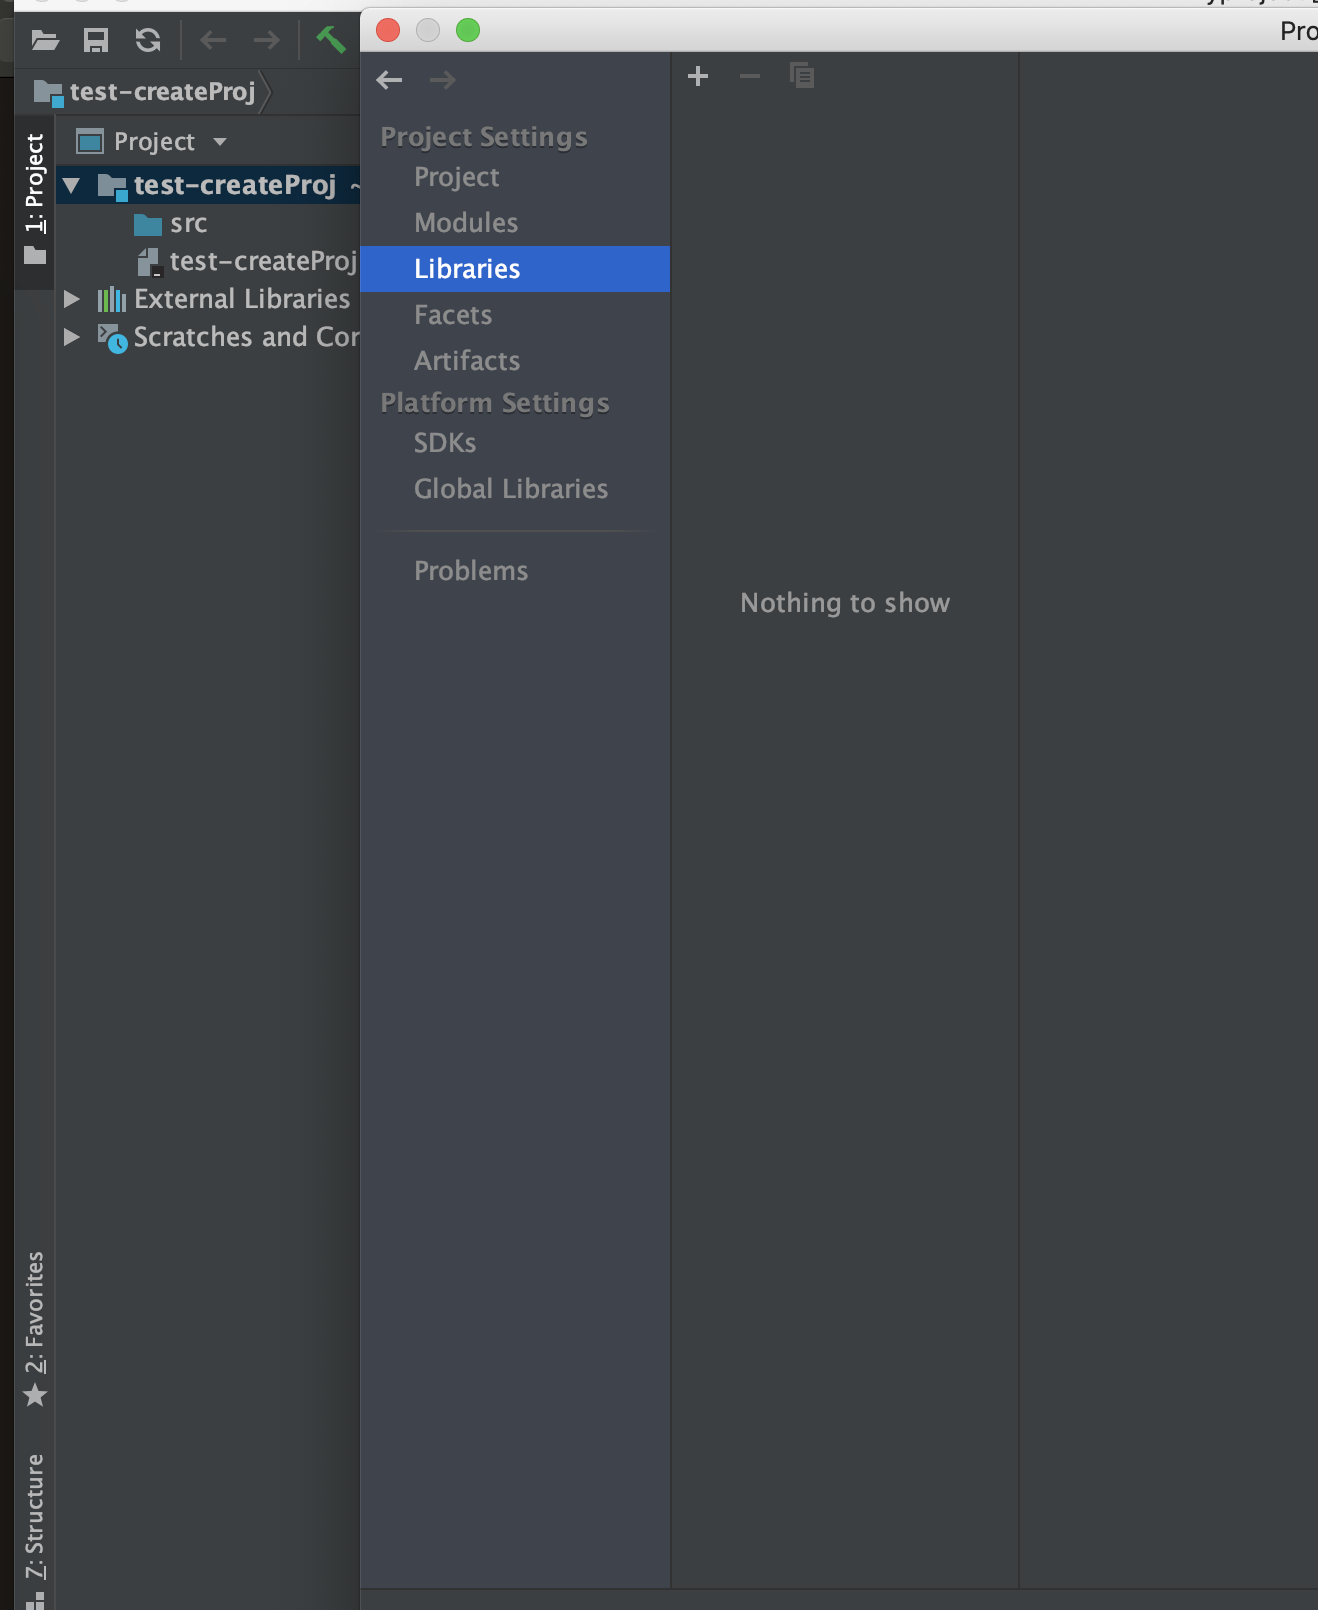 Pro
test-createProj
Project
1: Project
test-createProj ~
src
test-createProj
External Libraries
Scratches and Cor
2: Favorites
7: Structure
Project Settings
Project
Modules
Libraries
Facets
Artifacts
Platform Settings
SDKs
Global Libraries
Problems
Nothing to show